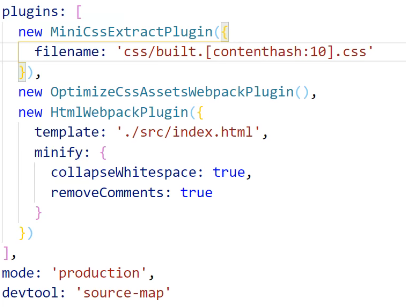 plugins: [
  new MiniCssExtractPlugin({
    filename: 'css/built.[contenthash:10].css'
  }),
  new OptimizeCssAssetsWebpackPlugin(),
  new HtmlWebpackPlugin({
    template: './src/index.html',
    minify: {
      collapseWhitespace: true,
      removeComments: true
    }
  })
],
mode: 'production',
devtool: 'source-map'